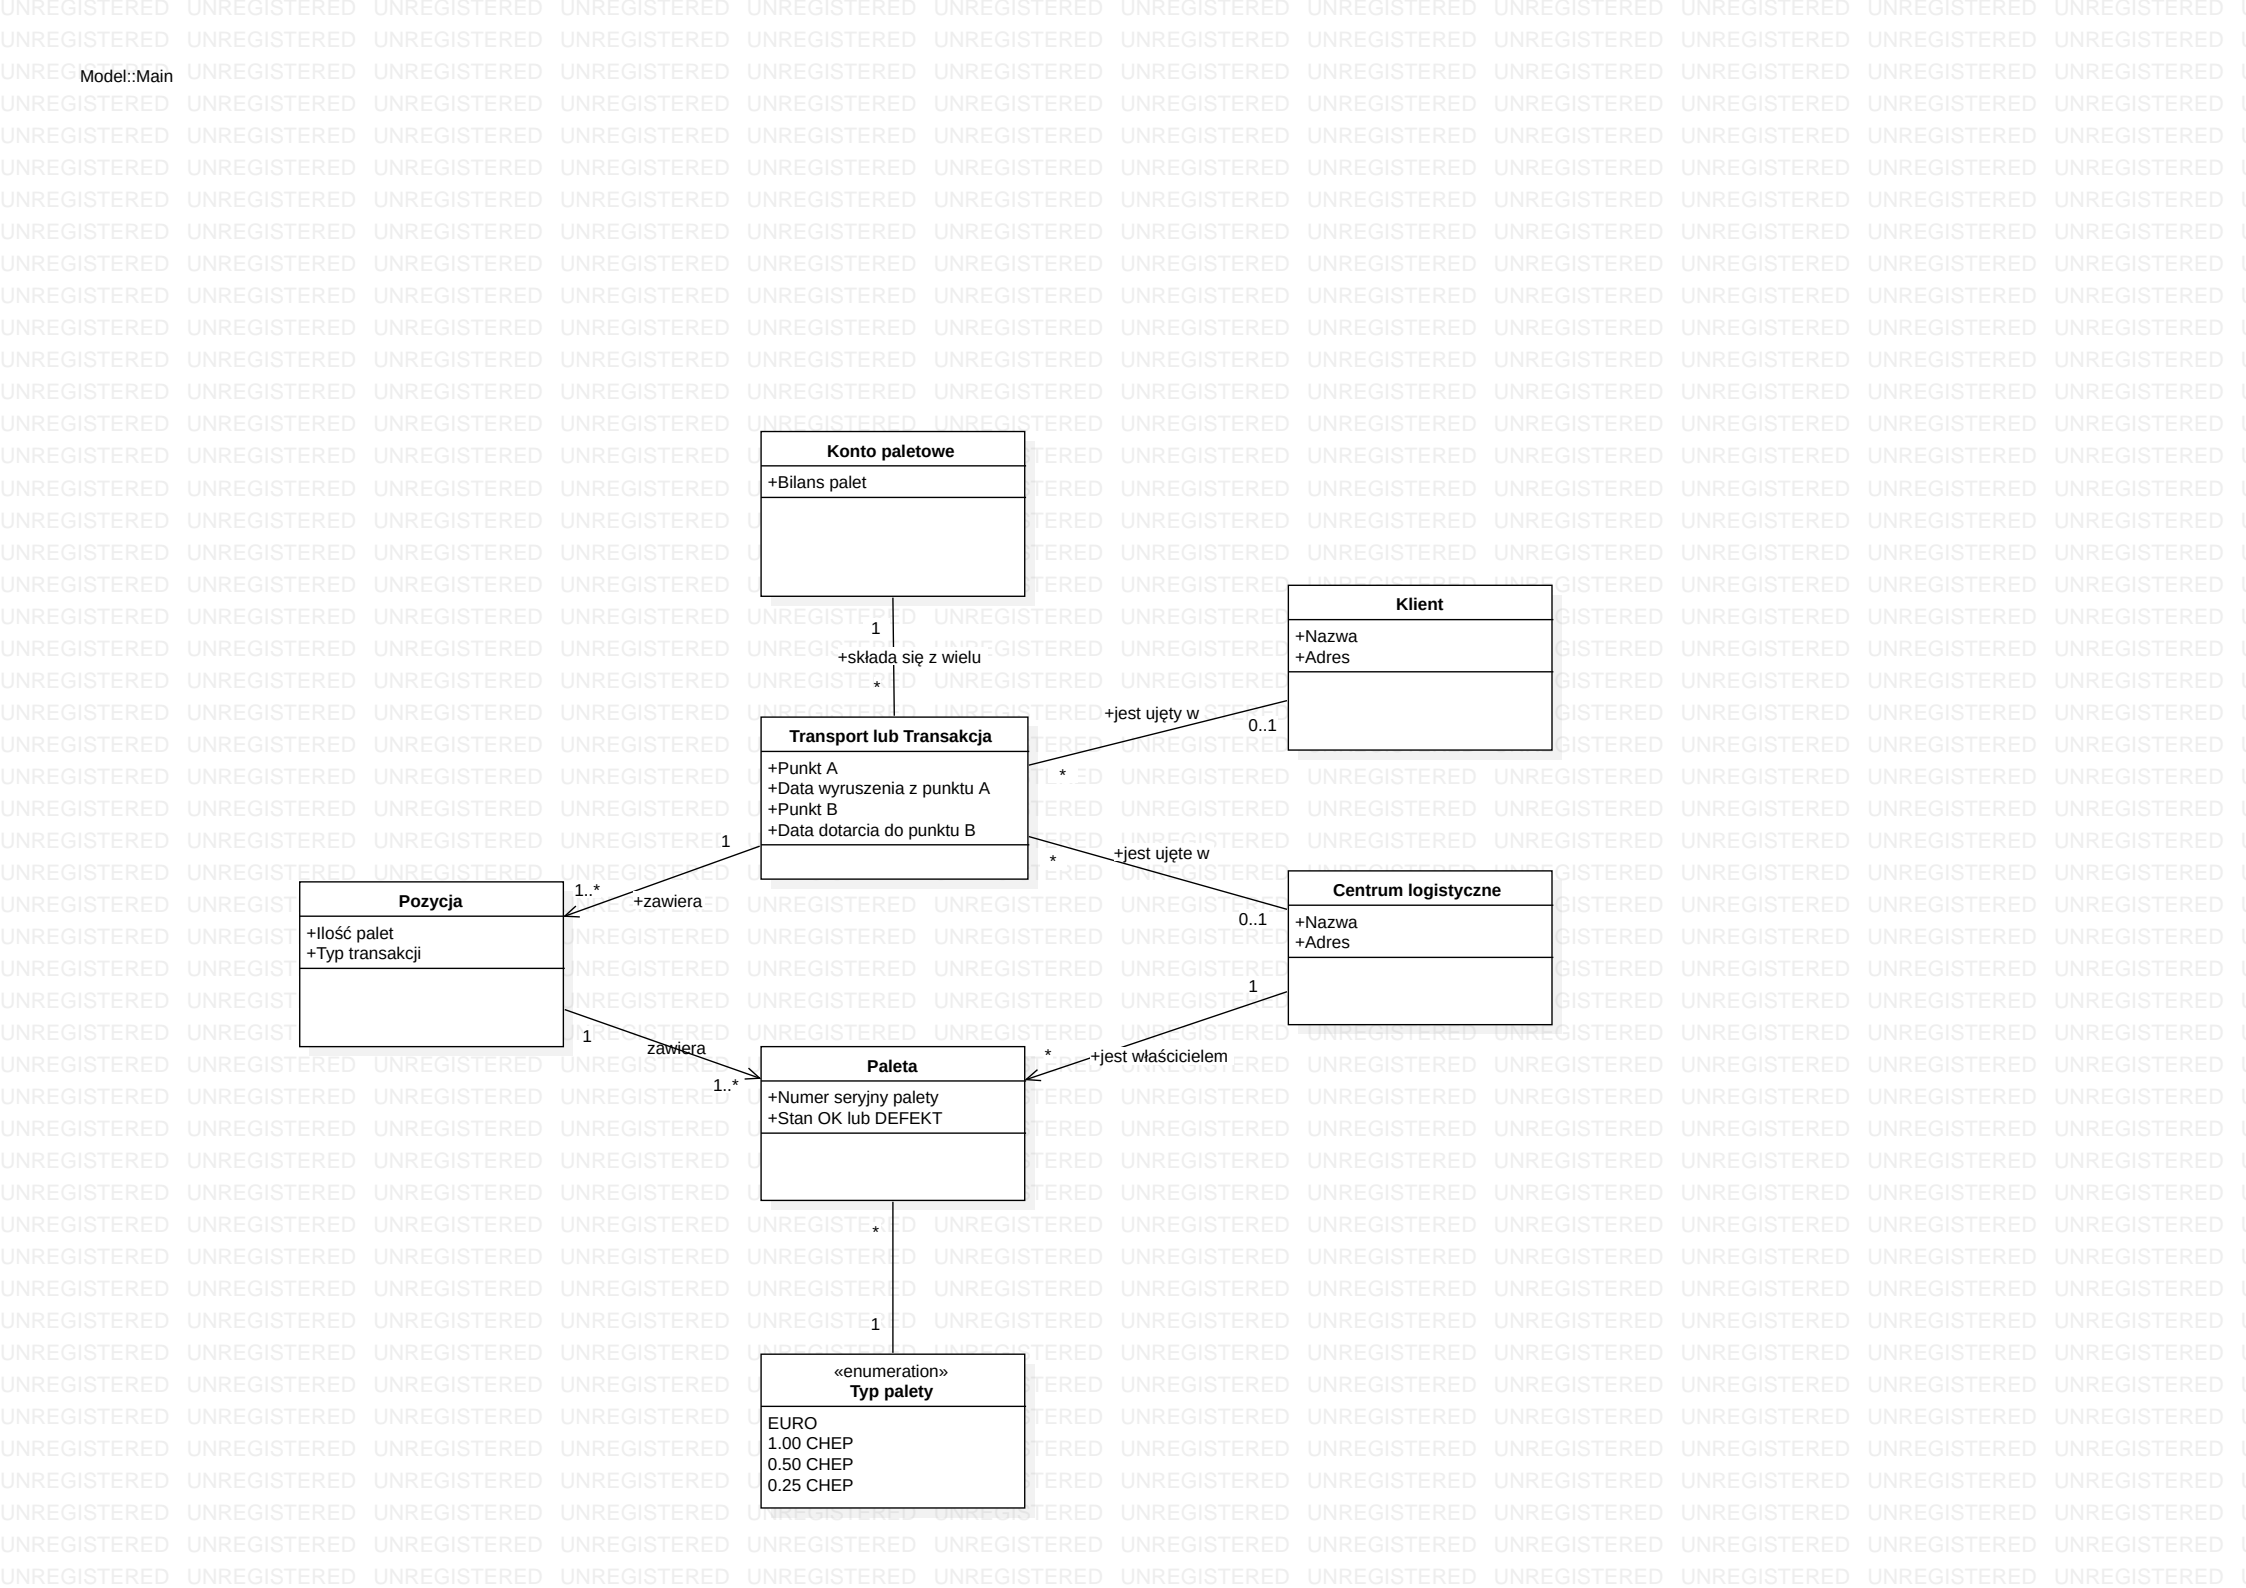 Model::Main
Konto paletowe
+Bilans palet
1
+składa się z wielu
*
Transport lub Transakcja
+Punkt A
+Data wyruszenia z punktu A
+Punkt B
+Data dotarcia do punktu B
Klient
+Nazwa
+Adres
+jest ujęty w
0..1
*
+jest ujęte w
*
0..1
Centrum logistyczne
+Nazwa
+Adres
1
1..*
+zawiera
Pozycja
+Ilość palet
+Typ transakcji
1
zawiera
1..*
1
*
+jest właścicielem
Paleta
+Numer seryjny palety
+Stan OK lub DEFEKT
*
1
«enumeration»
Typ palety
EURO
1.00 CHEP
0.50 CHEP
0.25 CHEP
UNREGISTERED